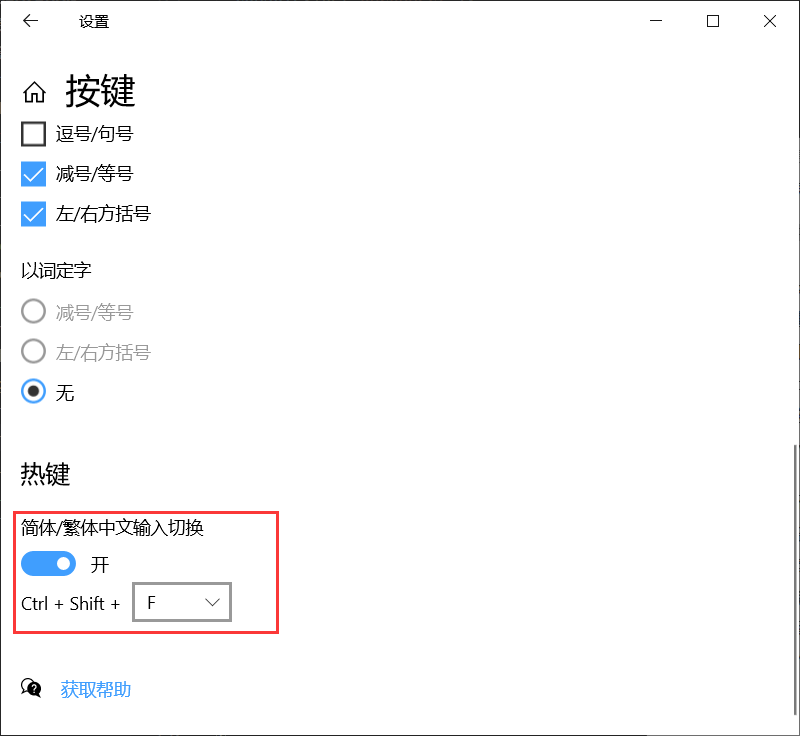 设置
按键
逗号/句号
减号/等号
左/右方括号
以词定字
减号/等号
左/右方括号
无
热键
简体/繁体中文输入切换
开
Ctrl + Shift + F
获取帮助